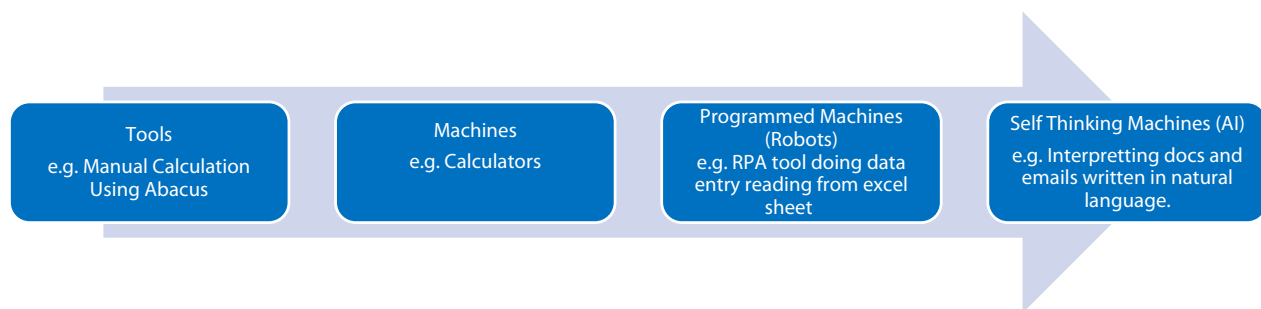 Tools
e.g. Manual Calculation
Using Abacus
Machines
e.g. Calculators
Programmed Machines
(Robots)
e.g. RPA tool doing data
entry reading from excel
sheet
Self Thinking Machines (AI)
e.g. Interpretting docs and
emails written in natural
language.